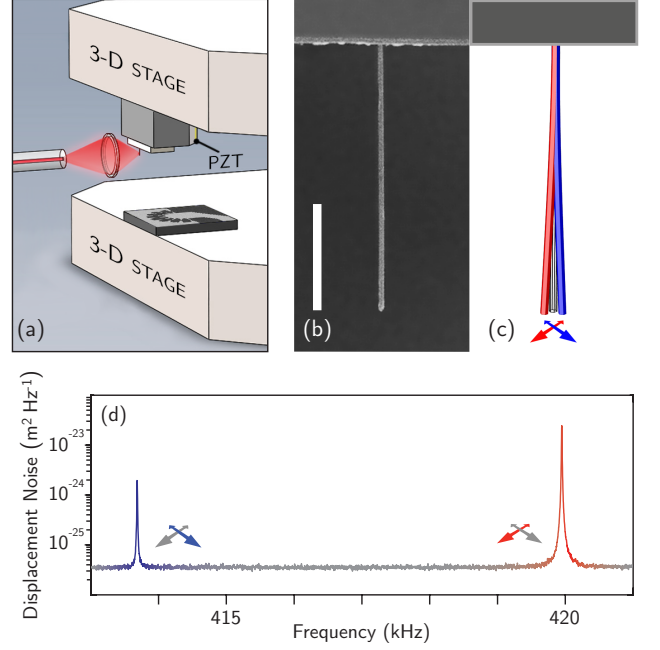 3-D STAGE
PZT
3-D STAGE
(a)
(b)
(c)
(d)
Displacement Noise (m² Hz⁻¹)
10⁻²³
10⁻²⁴
10⁻²⁵
415
420
Frequency (kHz)